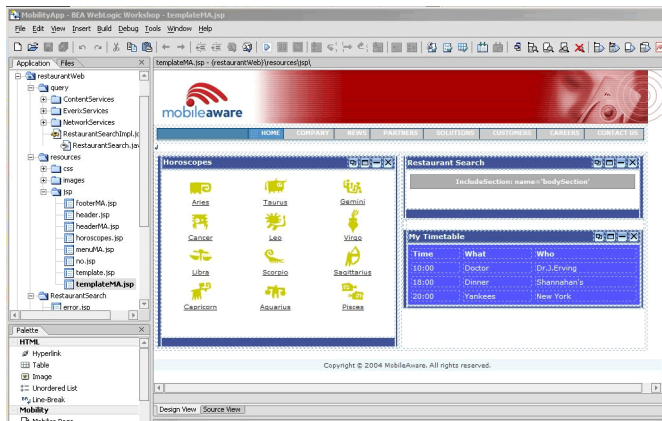 MobilityApp - BEA WebLogic Workshop - templateMA.jsp
File Edit View Insert Build Debug Tools Window Help
Application Files
templateMA.jsp - {restaurantWeb}\resources\jsp\
restaurantWeb
query
ContentServices
EverixServices
NetworkServices
RestaurantSearchImpl.jc
RestaurantSearch.jav
resources
css
images
jsp
footerMA.jsp
header.jsp
headerMA.jsp
horoscopes.jsp
menuMA.jsp
no.jsp
template.jsp
templateMA.jsp
RestaurantSearch
error.jsp
Palette
HTML
Hyperlink
Table
Image
Unordered List
Line-Break
Mobility
mobileaware
HOME COMPANY NEWS PARTNERS SOLUTIONS CUSTOMERS CAREERS CONTACT US
Horoscopes
Aries Taurus Gemini
Cancer Leo Virgo
Libra Scorpio Sagittarius
Capricorn Aquarius Pisces
Restaurant Search
IncludeSection: name='bodySection'
My Timetable
Time What Who
10:00 Doctor Dr.J.Erving
18:00 Dinner Shannahan's
20:00 Yankees New York
Copyright © 2004 MobileAware. All rights reserved.
Design View Source View